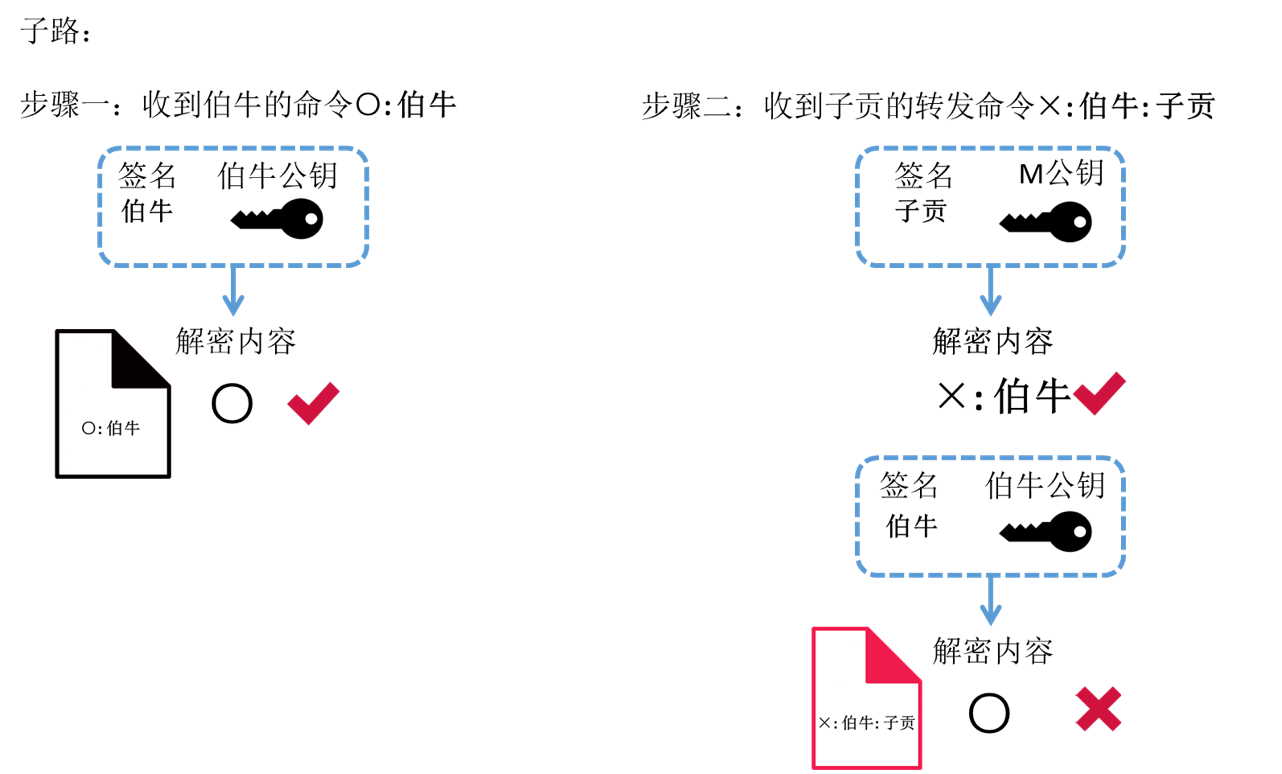 子路:
步骤一: 收到伯牛的命令○:伯牛
签名 伯牛公钥
伯牛
解密内容
○
○:伯牛
步骤二: 收到子贡的转发命令×:伯牛:子贡
签名 M公钥
子贡
解密内容
×:伯牛
签名 伯牛公钥
伯牛
解密内容
○
×:伯牛:子贡